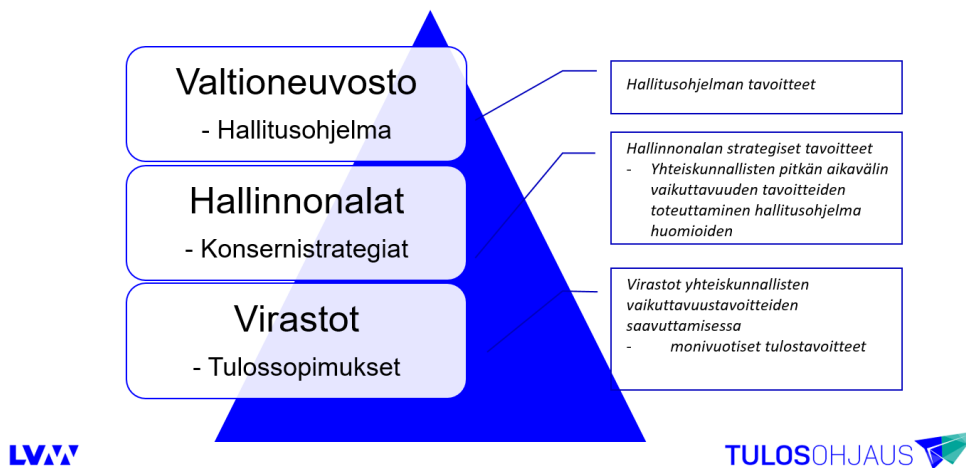 Valtioneuvosto
- Hallitusohjelma
Hallitusohjelman tavoitteet
Hallinnonalat
- Konsernistrategiat
Hallinnonalan strategiset tavoitteet
- Yhteiskunnallisten pitkän aikavälin
vaikuttavuuden tavoitteiden
toteuttaminen hallitusohjelma
huomioiden
Virastot
- Tulossopimukset
Virastot yhteiskunnallisten
vaikuttavuustavoitteiden
saavuttamisessa
- monivuotiset tulostavoitteet
LVM
TULOSOHJAUS